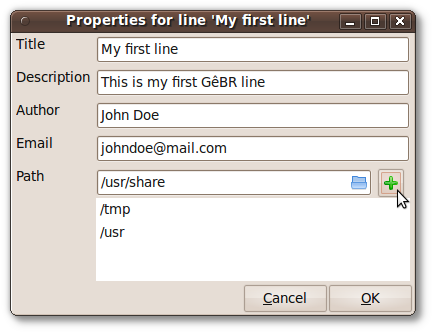 Properties for line 'My first line'
Title My first line
Description This is my first GêBR line
Author John Doe
Email johndoe@mail.com
Path /usr/share
/tmp
/usr
Cancel OK